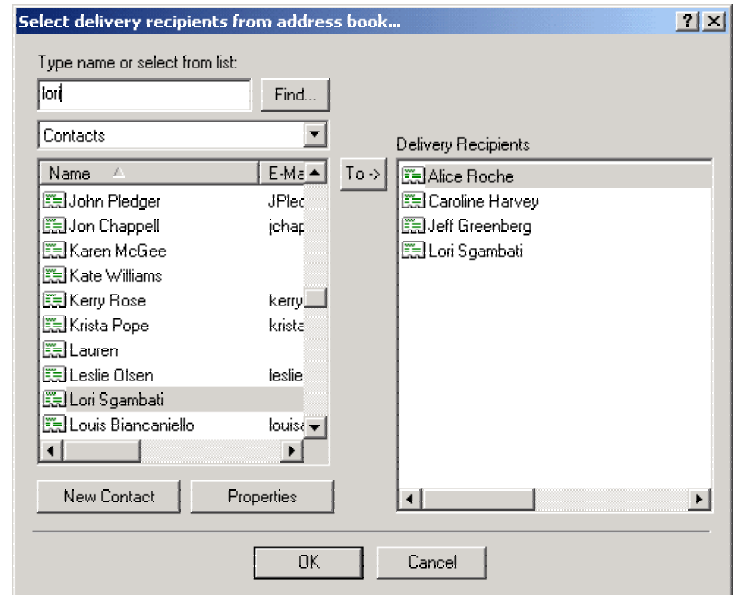 Select delivery recipients from address book...
Type name or select from list:
lori
Find...
Contacts
Name E-Ma
John Pledger JPled
Jon Chappell jchap
Karen McGee
Kate Williams
Kerry Rose kerry
Krista Pope krista
Lauren
Leslie Olsen leslie
Lori Sgambati
Louis Biancaniello louisa
New Contact
Properties
To ->
Delivery Recipients
Alice Roche
Caroline Harvey
Jeff Greenberg
Lori Sgambati
OK
Cancel